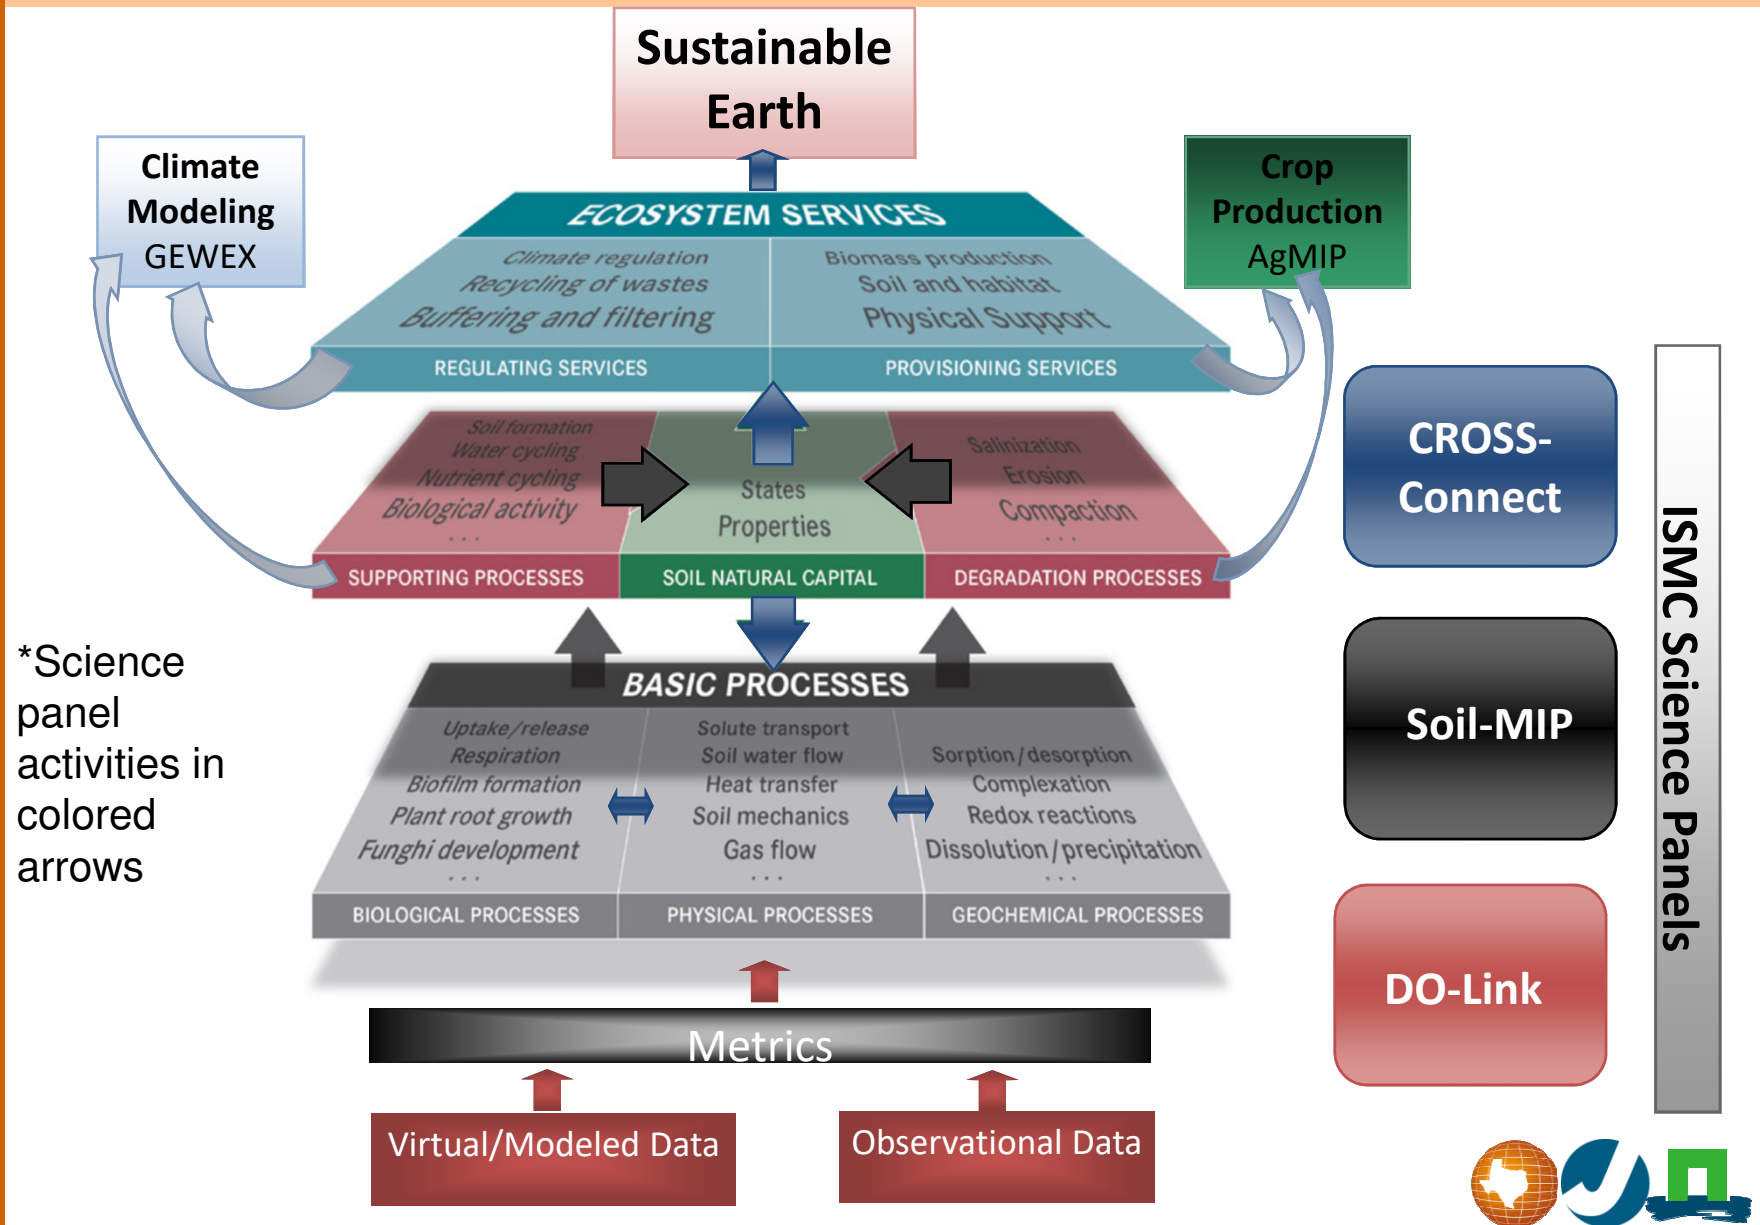 Sustainable
Earth
Climate
Modeling
GEWEX
Crop
Production
AgMIP
ECOSYSTEM SERVICES
Climate regulation
Recycling of wastes
Buffering and filtering
Biomass production
Soil and habitat
Physical Support
REGULATING SERVICES
PROVISIONING SERVICES
Soil formation
Water cycling
Nutrient cycling
Biological activity
. . .
States
Properties
Salinization
Erosion
Compaction
. . .
SUPPORTING PROCESSES
SOIL NATURAL CAPITAL
DEGRADATION PROCESSES
*Science
panel
activities in
colored
arrows
BASIC PROCESSES
Uptake/release
Respiration
Biofilm formation
Plant root growth
Funghi development
. . .
Solute transport
Soil water flow
Heat transfer
Soil mechanics
Gas flow
. . .
Sorption/desorption
Complexation
Redox reactions
Dissolution/precipitation
. . .
BIOLOGICAL PROCESSES
PHYSICAL PROCESSES
GEOCHEMICAL PROCESSES
Metrics
Virtual/Modeled Data
Observational Data
CROSS-
Connect
Soil-MIP
DO-Link
ISMC Science Panels